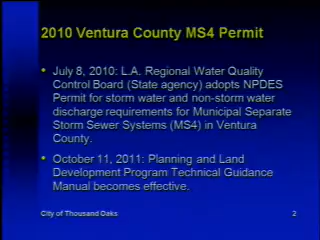 2010 Ventura County MS4 Permit
• July 8, 2010: L.A. Regional Water Quality
Control Board (State agency) adopts NPDES
Permit for storm water and non-storm water
discharge requirements for Municipal Separate
Storm Sewer Systems (MS4) in Ventura
County.
• October 11, 2011: Planning and Land
Development Program Technical Guidance
Manual becomes effective.
City of Thousand Oaks 2